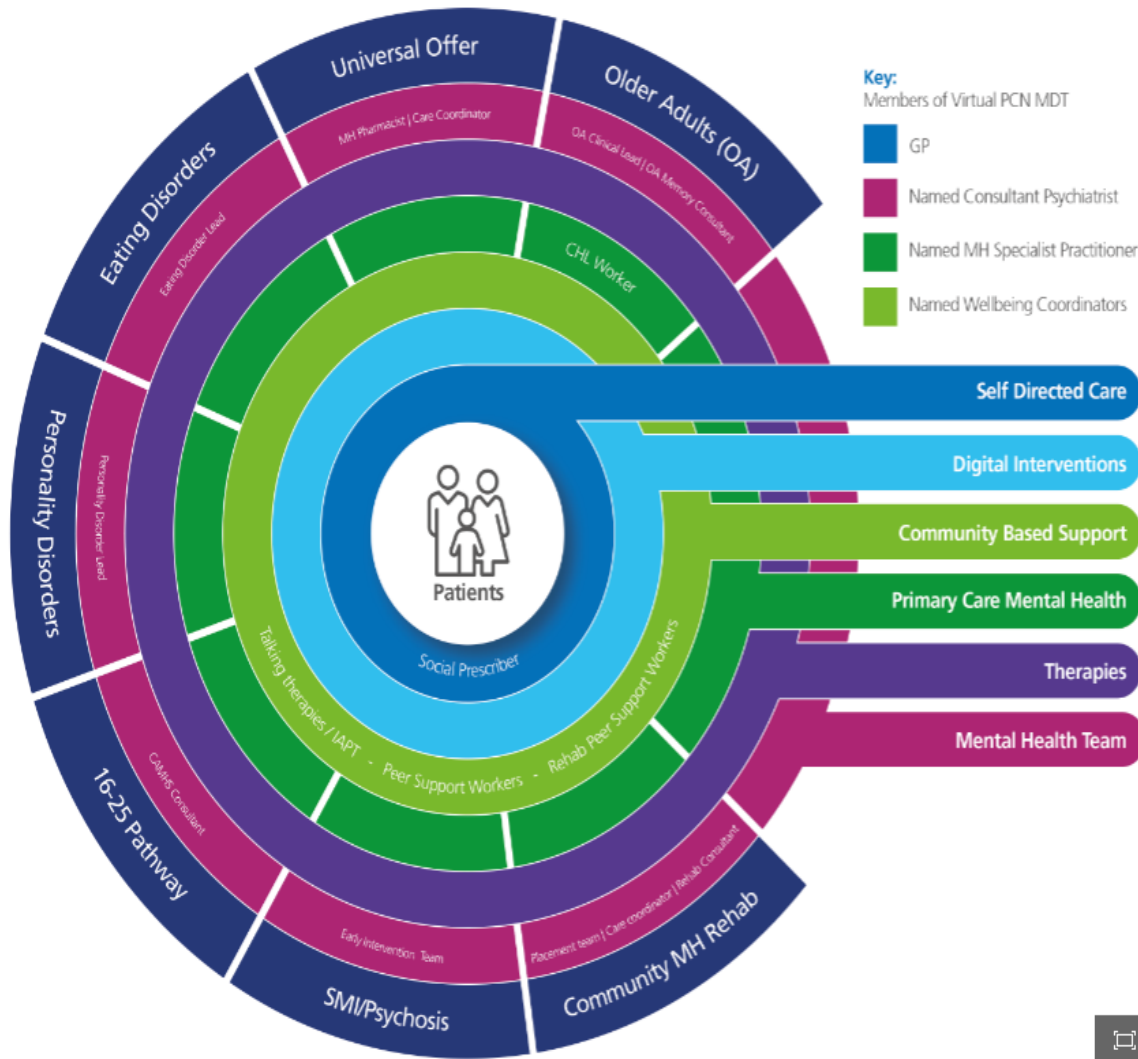 Universal Offer
Older Adults (OA)
Eating Disorders
Personality Disorders
16-25 Pathway
SMI/Psychosis
Community MH Rehab
MH Pharmacist | Care Coordinator
OA Clinical Lead | OA Memory Consultant
Eating Disorder Lead
Personality Disorder Lead
CAMHS Consultant
Early Intervention Team
Placement team | Care coordinator | Rehab Consultant
CHL Worker
Talking therapies / IAPT - Peer Support Workers - Rehab Peer Support Workers
Social Prescriber
Patients
Key:
Members of Virtual PCN MDT
GP
Named Consultant Psychiatrist
Named MH Specialist Practitioner
Named Wellbeing Coordinators
Self Directed Care
Digital Interventions
Community Based Support
Primary Care Mental Health
Therapies
Mental Health Team